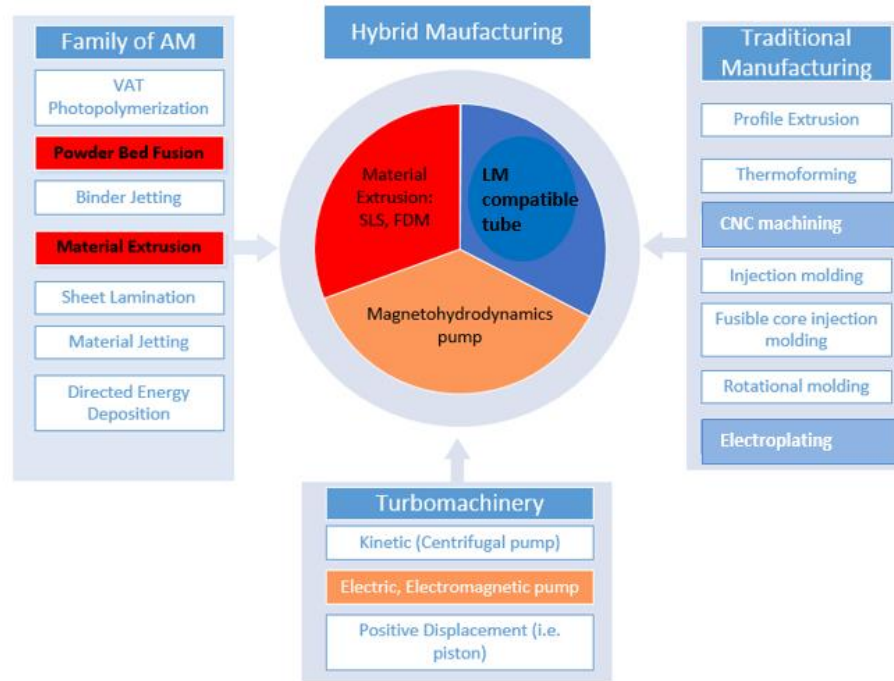 Family of AM
VAT
Photopolymerization
Powder Bed Fusion
Binder Jetting
Material Extrusion
Sheet Lamination
Material Jetting
Directed Energy
Deposition
Hybrid Maufacturing
Material
Extrusion:
SLS, FDM
LM
compatible
tube
Magnetohydrodynamics
pump
Traditional
Manufacturing
Profile Extrusion
Thermoforming
CNC machining
Injection molding
Fusible core injection
molding
Rotational molding
Electroplating
Turbomachinery
Kinetic (Centrifugal pump)
Electric, Electromagnetic pump
Positive Displacement (i.e.
piston)